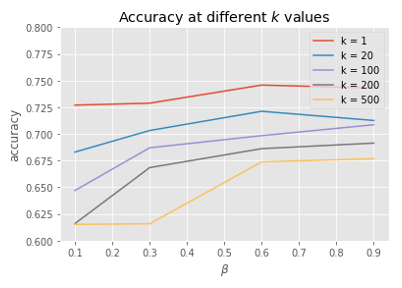 Accuracy at different k values
0.800
0.775
0.750
0.725
0.700
0.675
0.650
0.625
0.600
accuracy
k = 1
k = 20
k = 100
k = 200
k = 500
0.1 0.2 0.3 0.4 0.5 0.6 0.7 0.8 0.9
β